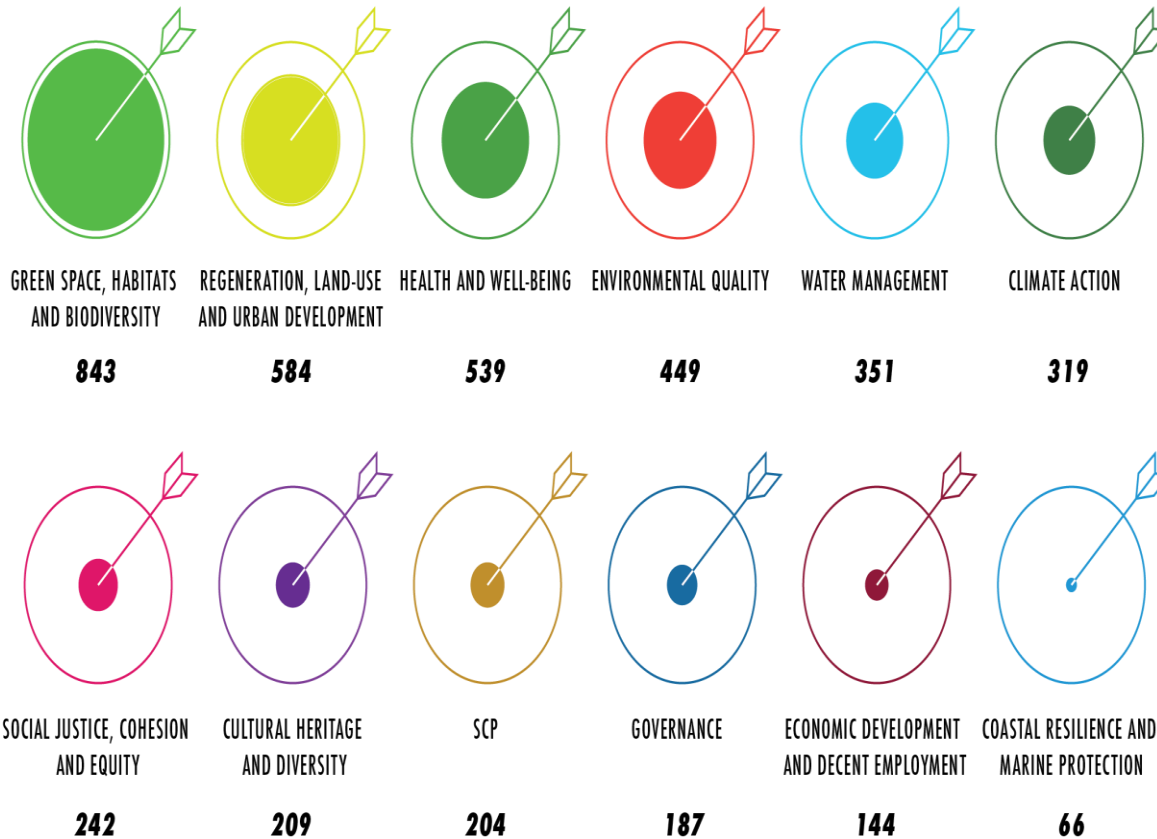 GREEN SPACE, HABITATS
AND BIODIVERSITY
843
REGENERATION, LAND-USE
AND URBAN DEVELOPMENT
584
HEALTH AND WELL-BEING
539
ENVIRONMENTAL QUALITY
449
WATER MANAGEMENT
351
CLIMATE ACTION
319
SOCIAL JUSTICE, COHESION
AND EQUITY
242
CULTURAL HERITAGE
AND DIVERSITY
209
SCP
204
GOVERNANCE
187
ECONOMIC DEVELOPMENT
AND DECENT EMPLOYMENT
144
COASTAL RESILIENCE AND
MARINE PROTECTION
66